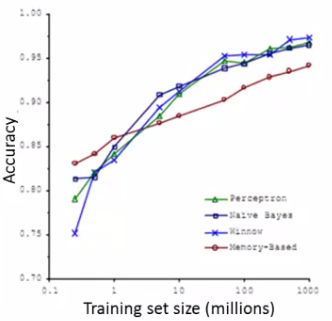 1.00
0.95
0.90
0.85
0.80
0.75
0.70
Accuracy
Perceptron
Naïve Bayes
Winnow
Memory-Based
0.1 1 10 100 1000
Training set size (millions)